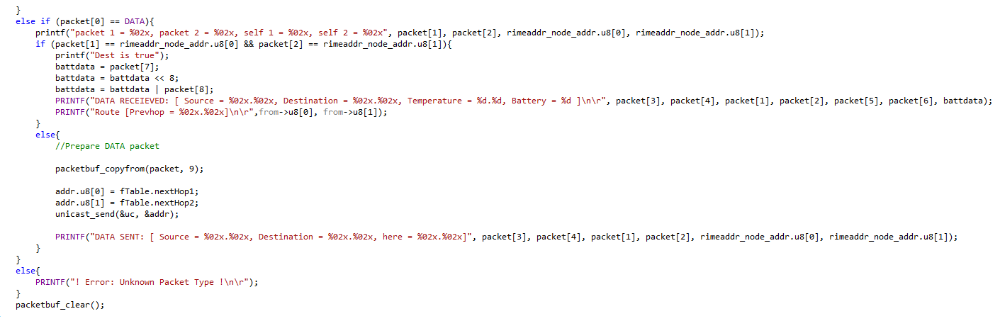 }
else if (packet[0] == DATA){
printf("packet 1 = %02x, packet 2 = %02x, self 1 = %02x, self 2 = %02x", packet[1], packet[2], rimeaddr_node_addr.u8[0], rimeaddr_node_addr.u8[1]);
if (packet[1] == rimeaddr_node_addr.u8[0] && packet[2] == rimeaddr_node_addr.u8[1]){
printf("Dest is true");
battdata = packet[7];
battdata = battdata << 8;
battdata = battdata | packet[8];
PRINTF("DATA RECEIEVED: [ Source = %02x.%02x, Destination = %02x.%02x, Temperature = %d.%d, Battery = %d ]\n\r", packet[3], packet[4], packet[1], packet[2], packet[5], packet[6], battdata);
PRINTF("Route [Prevhop = %02x.%02x]\n\r",from->u8[0], from->u8[1]);
}
else{
//Prepare DATA packet
packetbuf_copyfrom(packet, 9);
addr.u8[0] = fTable.nextHop1;
addr.u8[1] = fTable.nextHop2;
unicast_send(&uc, &addr);
PRINTF("DATA SENT: [ Source = %02x.%02x, Destination = %02x.%02x, here = %02x.%02x]", packet[3], packet[4], packet[1], packet[2], rimeaddr_node_addr.u8[0], rimeaddr_node_addr.u8[1]);
}
}
else{
PRINTF("! Error: Unknown Packet Type !\n\r");
}
packetbuf_clear();